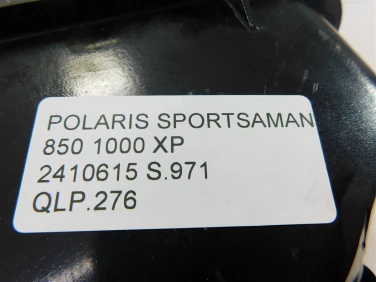 POLARIS SPORTSAMAN
850 1000 XP
2410615 S.971
QLP.276